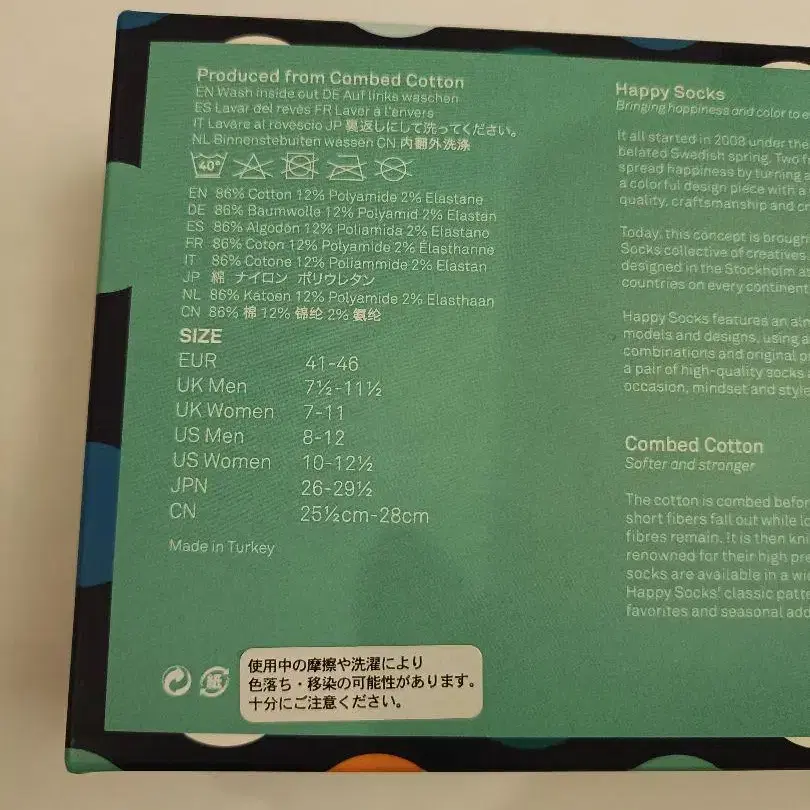 Produced from Combed Cotton
EN Wash inside out DE Auf links waschen
ES Lavar del revés FR Laver à l'envers
IT Lavare al rovescio JP 裏返しにして洗ってください。
NL Binnenstebuiten wassen CN 内翻外洗涤
40°
EN 86% Cotton 12% Polyamide 2% Elastane
DE 86% Baumwolle 12% Polyamid 2% Elastan
ES 86% Algodón 12% Poliamida 2% Elastano
FR 86% Coton 12% Polyamide 2% Élasthanne
IT 86% Cotone 12% Poliammide 2% Elastan
JP 綿 ナイロン ポリウレタン
NL 86% Katoen 12% Polyamide 2% Elasthaan
CN 86% 棉 12% 锦纶 2% 氨纶
SIZE
EUR 41-46
UK Men 7½-11½
UK Women 7-11
US Men 8-12
US Women 10-12½
JPN 26-29½
CN 25½cm-28cm
Made in Turkey
紙
使用中の摩擦や洗濯により
色落ち・移染の可能性があります。
十分にご注意ください。
Happy Socks
Bringing happiness and color to e
It all started in 2008 under the
belated Swedish spring. Two f
spread happiness by turning a
a colorful design piece with a
quality, craftsmanship and cr
Today, this concept is brough
Socks collective of creatives.
designed in the Stockholm a
countries on every continent
Happy Socks features an al
models and designs, using a
combinations and original p
a pair of high-quality socks
occasion, mindset and style
Combed Cotton
Softer and stronger
The cotton is combed befor
short fibers fall out while lo
fibres remain. It is then kni
renowned for their high pre
socks are available in a wi
Happy Socks' classic patte
favorites and seasonal add